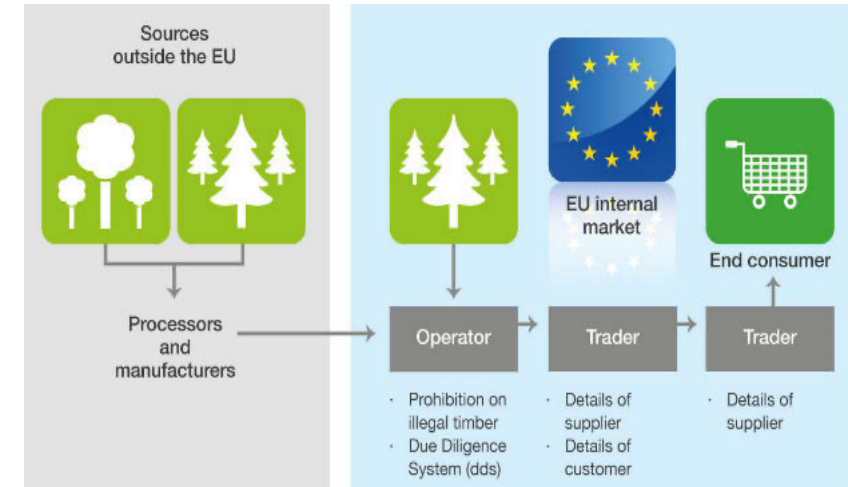 Sources
outside the EU
EU internal
market
End consumer
Processors
and
manufacturers
Operator
Trader
Trader
· Prohibition on
illegal timber
· Due Diligence
System (dds)
· Details of
supplier
· Details of
customer
· Details of
supplier